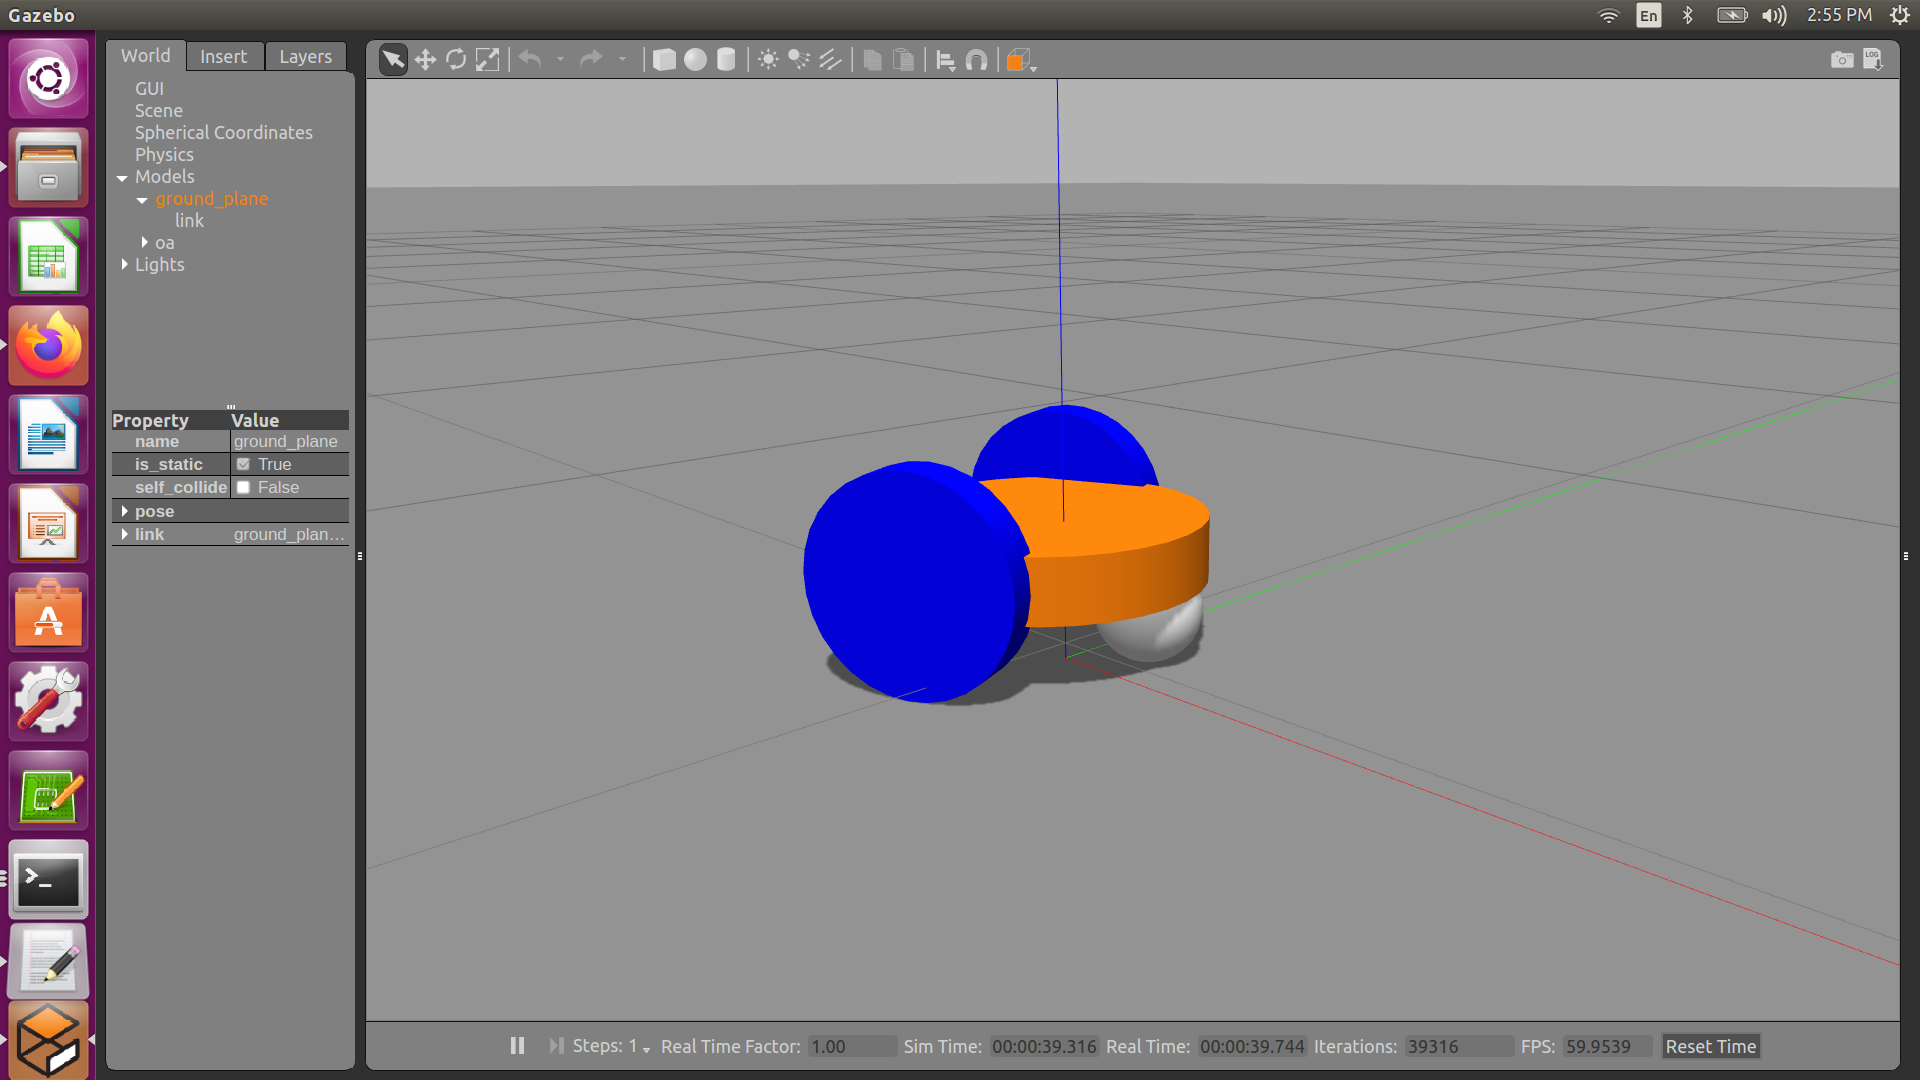 Gazebo
En
2:55 PM
World Insert Layers
LOG
GUI
Scene
Spherical Coordinates
Physics
Models
ground_plane
link
oa
Lights
Property Value
name ground_plane
is_static True
self_collide False
pose
link ground_plan...
Steps: 1 Real Time Factor: 1.00 Sim Time: 00:00:39.316 Real Time: 00:00:39.744 Iterations: 39316 FPS: 59.9539 Reset Time